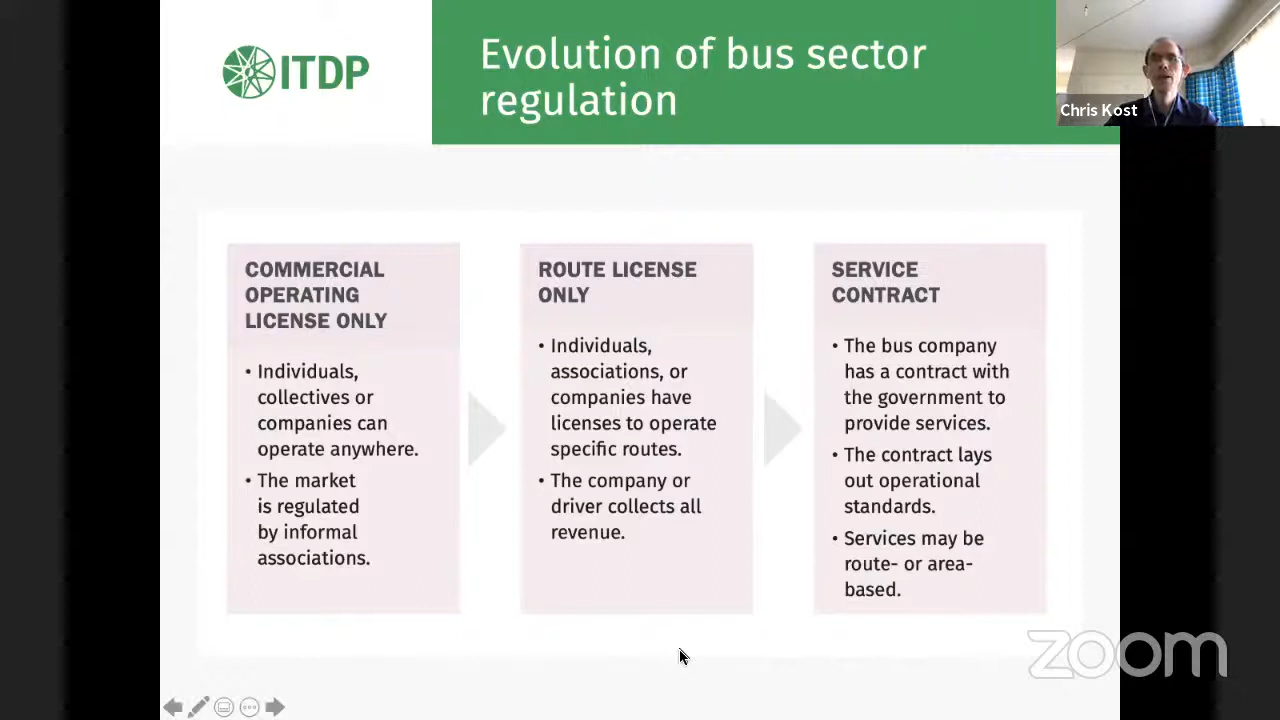 ITDP
Evolution of bus sector
regulation
Chris Kost
COMMERCIAL
OPERATING
LICENSE ONLY
• Individuals,
collectives or
companies can
operate anywhere.
• The market
is regulated
by informal
associations.
ROUTE LICENSE
ONLY
• Individuals,
associations, or
companies have
licenses to operate
specific routes.
• The company or
driver collects all
revenue.
SERVICE
CONTRACT
• The bus company
has a contract with
the government to
provide services.
• The contract lays
out operational
standards.
• Services may be
route- or area-
based.
zoom